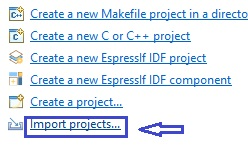 Create a new Makefile project in a directo
Create a new C or C++ project
Create a new Espressif IDF project
Create a new Espressif IDF component
Create a project...
Import projects...